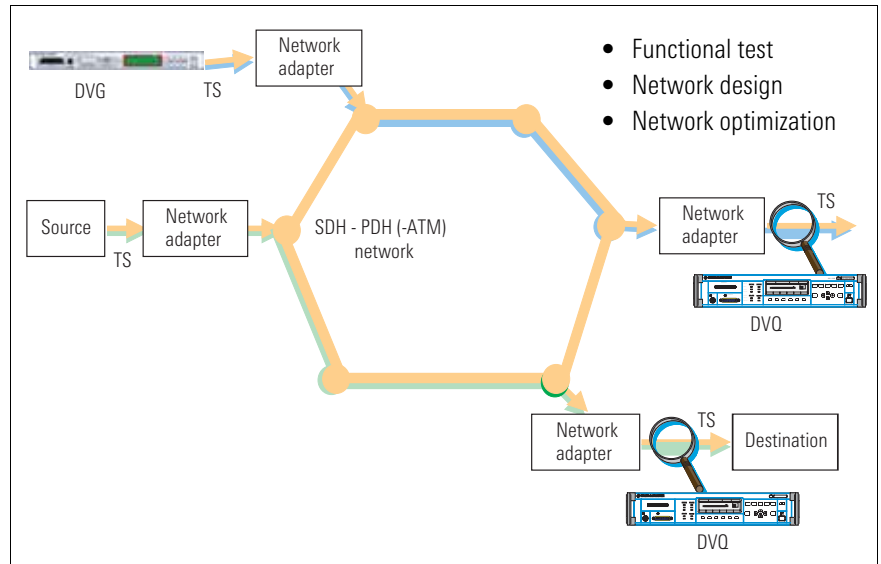 Network
adapter
• Functional test
• Network design
• Network optimization
DVG
TS
Source
TS
Network
adapter
SDH - PDH (-ATM)
network
Network
adapter
TS
DVQ
Network
adapter
TS
Destination
DVQ